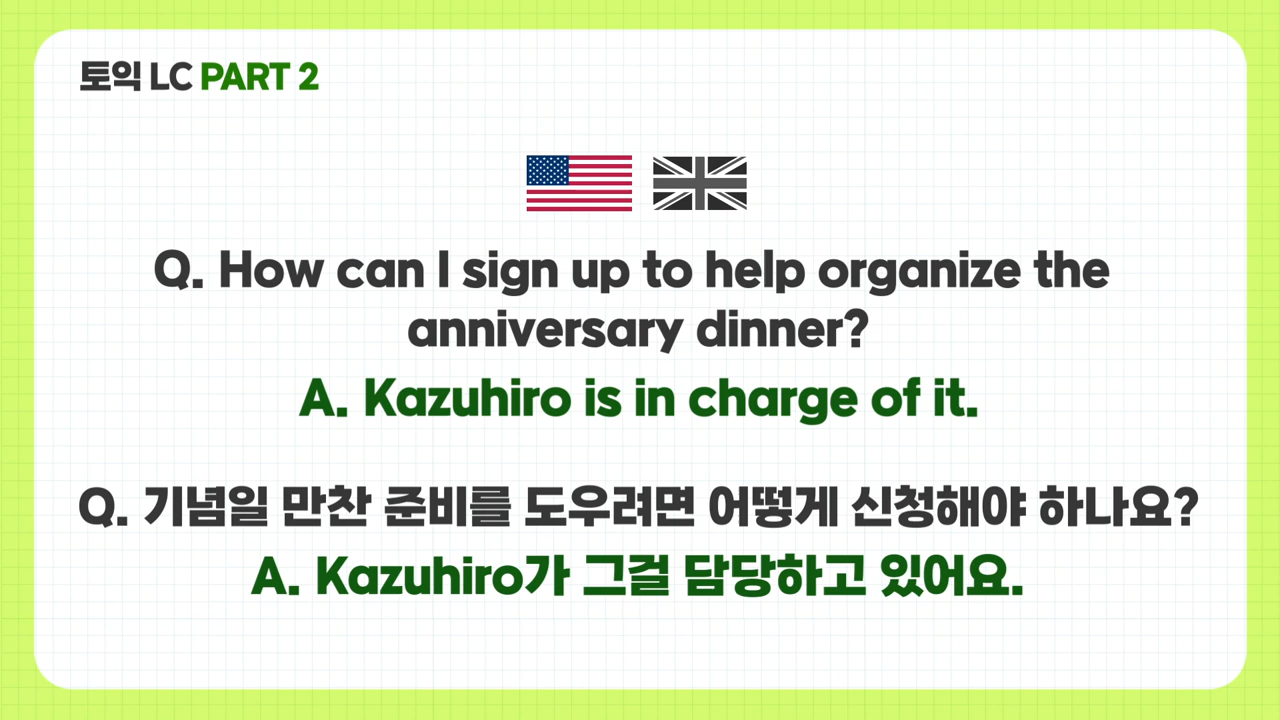 토익 LC PART 2
Q. How can I sign up to help organize the
anniversary dinner?
A. Kazuhiro is in charge of it.
Q. 기념일 만찬 준비를 도우려면 어떻게 신청해야 하나요?
A. Kazuhiro가 그걸 담당하고 있어요.